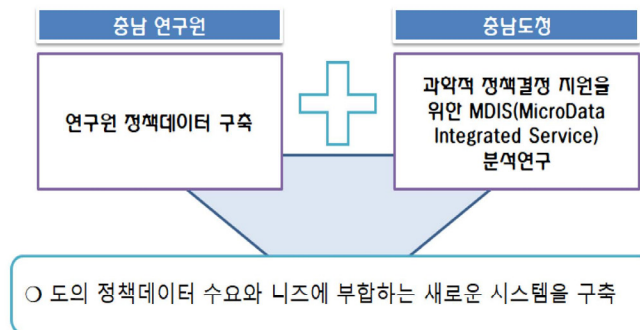 충남 연구원
연구원 정책데이터 구축
충남도청
과악적 정책결정 지원을
위안 MDIS(MicroData
Integrated Service)
분석연구
❍ 도의 정책데이터 수요와 니즈에 부합하는 새로운 시스템을 구축